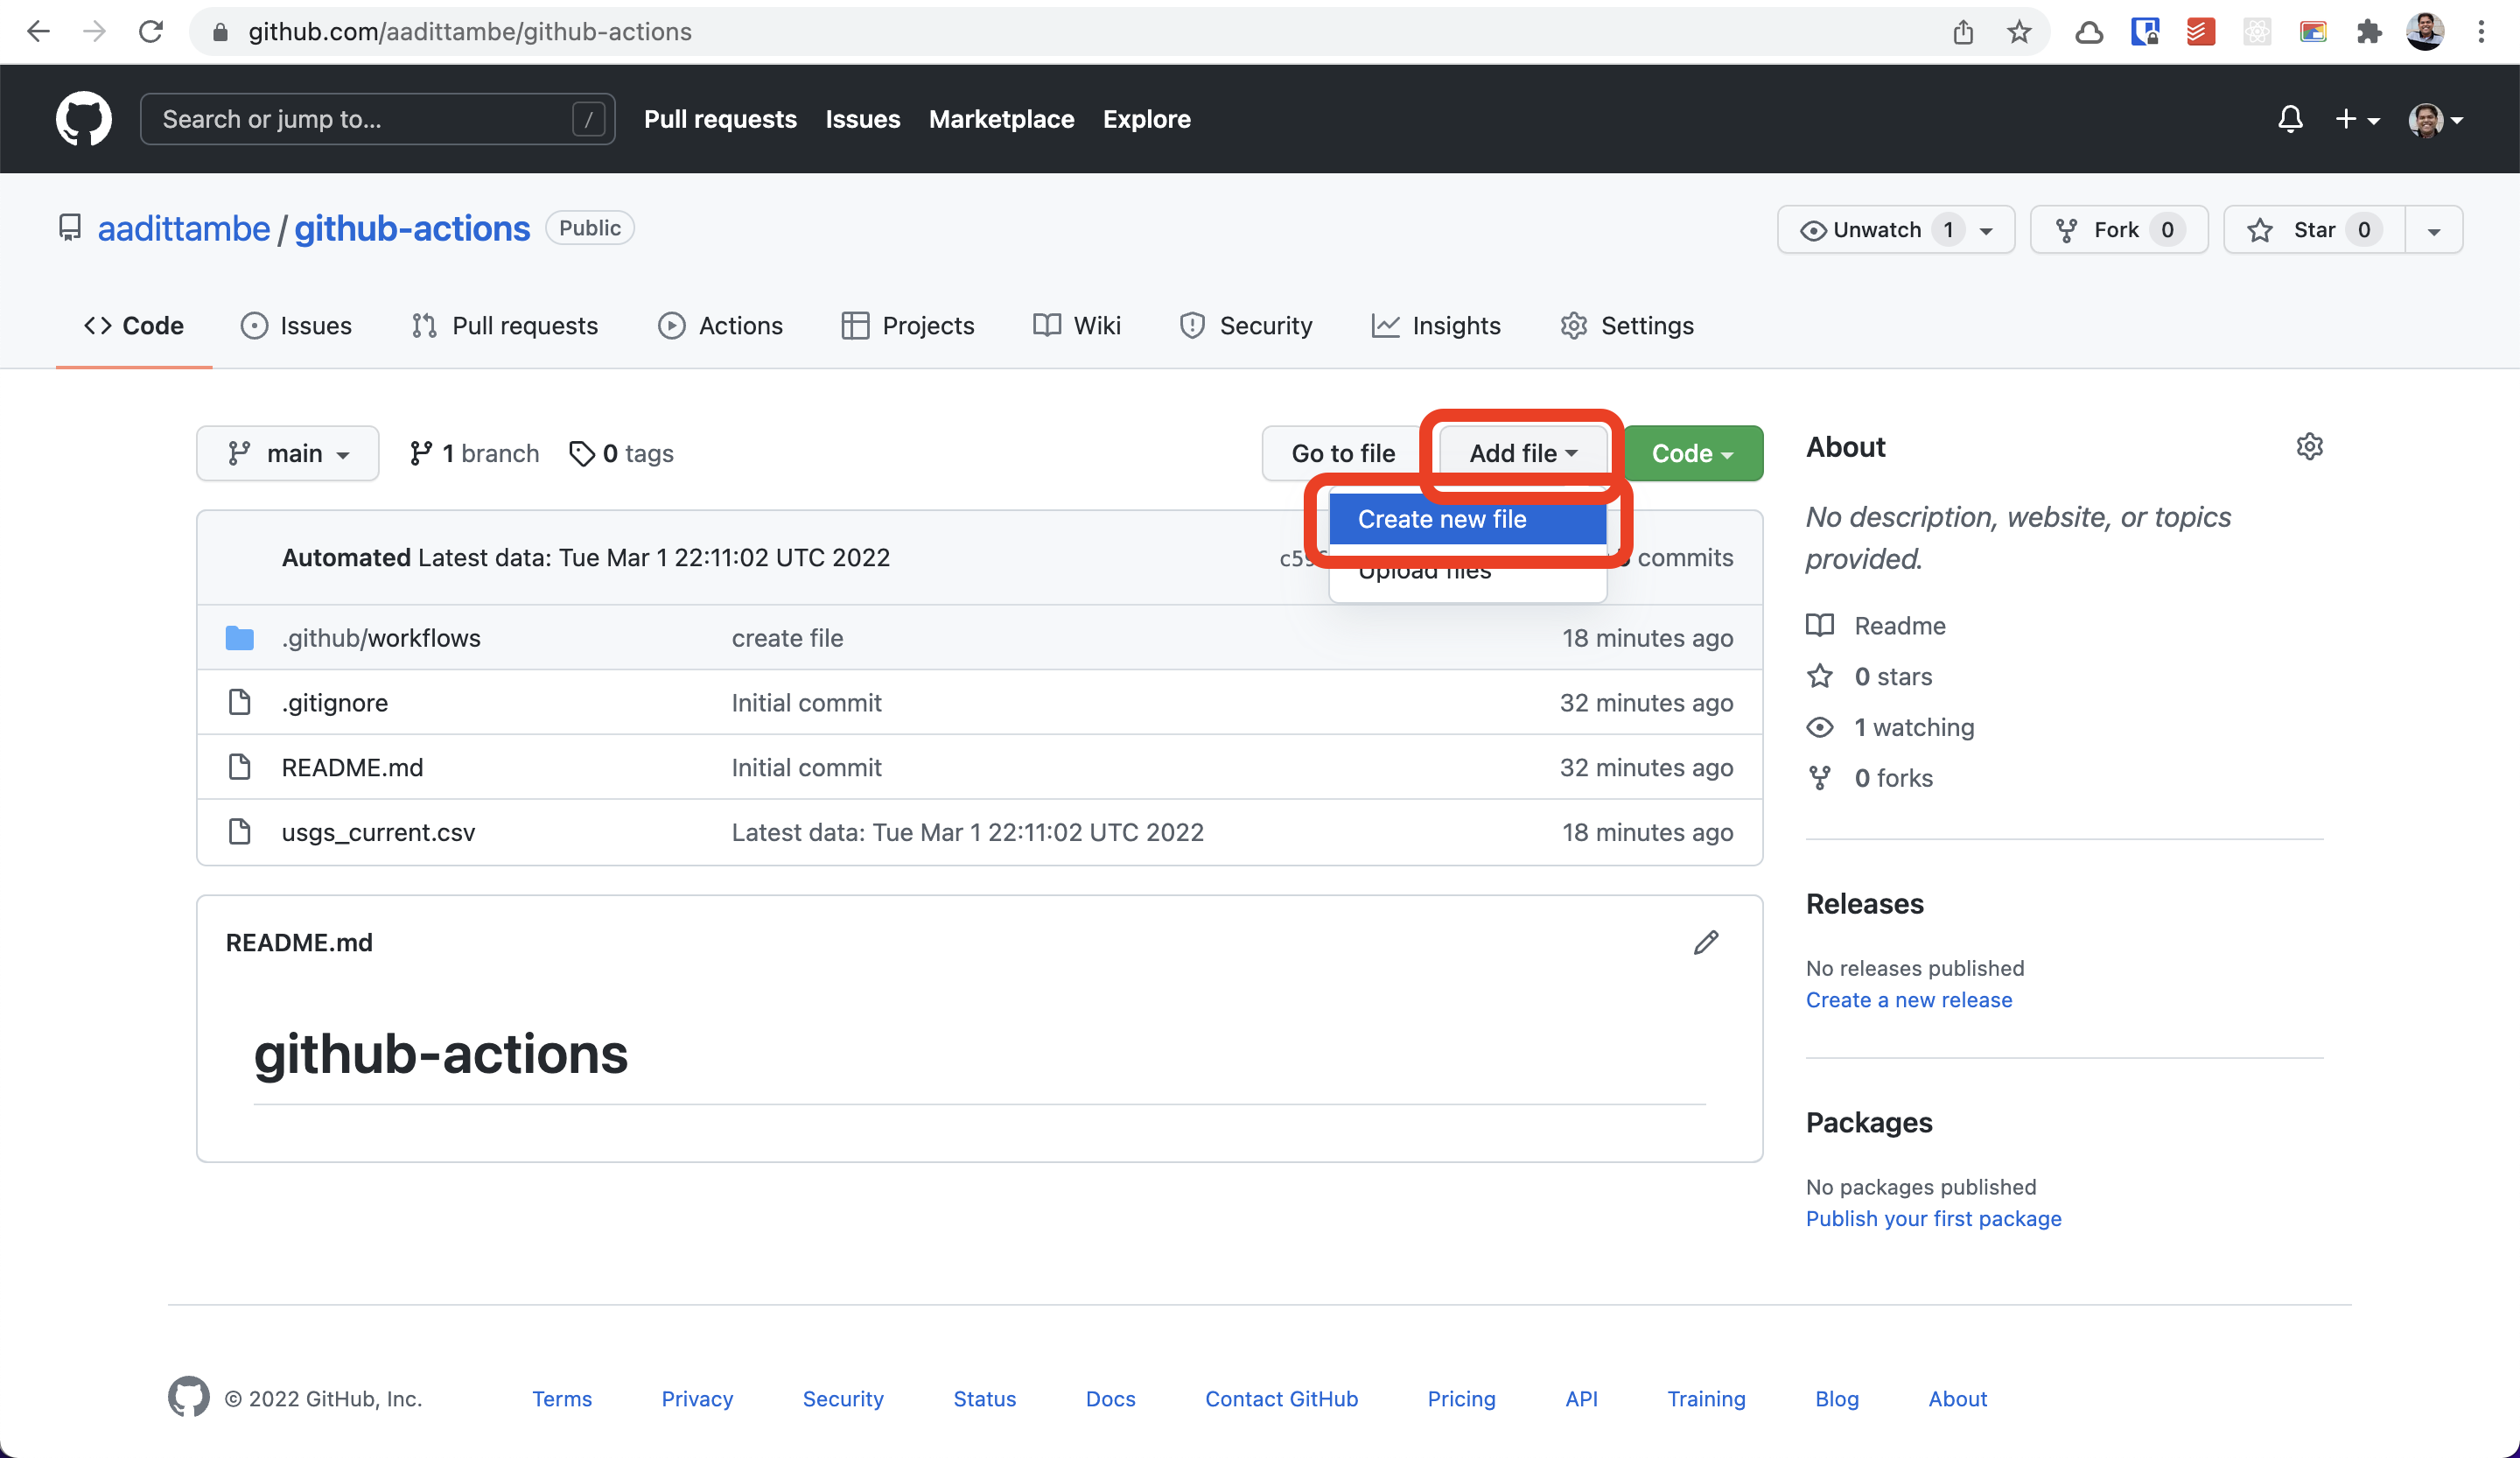 github.com/aadittambe/github-actions
Search or jump to... / Pull requests Issues Marketplace Explore
aadittambe / github-actions Public Unwatch 1 Fork 0 Star 0
Code Issues Pull requests Actions Projects Wiki Security Insights Settings
main 1 branch 0 tags Go to file Add file Code
Create new file
Upload files
Automated Latest data: Tue Mar 1 22:11:02 UTC 2022 commits
.github/workflows create file 18 minutes ago
.gitignore Initial commit 32 minutes ago
README.md Initial commit 32 minutes ago
usgs_current.csv Latest data: Tue Mar 1 22:11:02 UTC 2022 18 minutes ago
README.md
github-actions
About
No description, website, or topics
provided.
Readme
0 stars
1 watching
0 forks
Releases
No releases published
Create a new release
Packages
No packages published
Publish your first package
© 2022 GitHub, Inc. Terms Privacy Security Status Docs Contact GitHub Pricing API Training Blog About